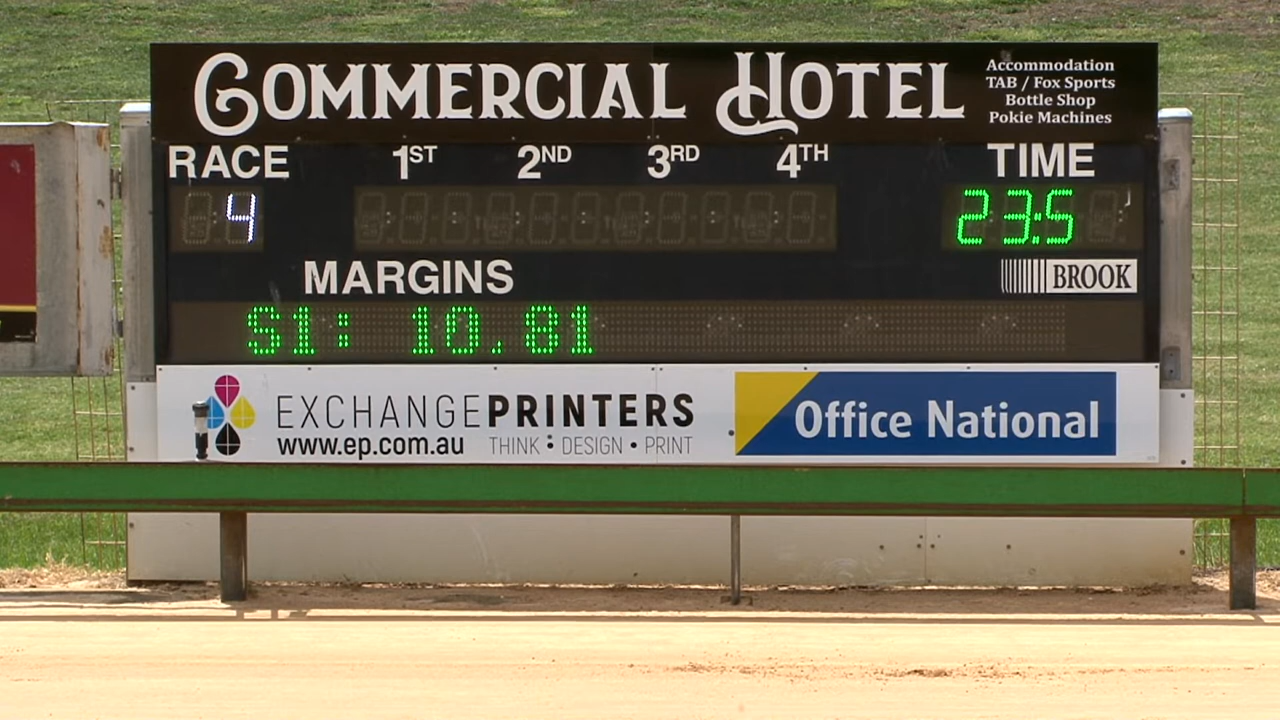 COMMERCIAL HOTEL
Accommodation
TAB / Fox Sports
Bottle Shop
Pokie Machines
RACE 1ST 2ND 3RD 4TH TIME
4 23:5
MARGINS
BROOK
S1: 10.81
EXCHANGEPRINTERS
www.ep.com.au THINK • DESIGN • PRINT
Office National